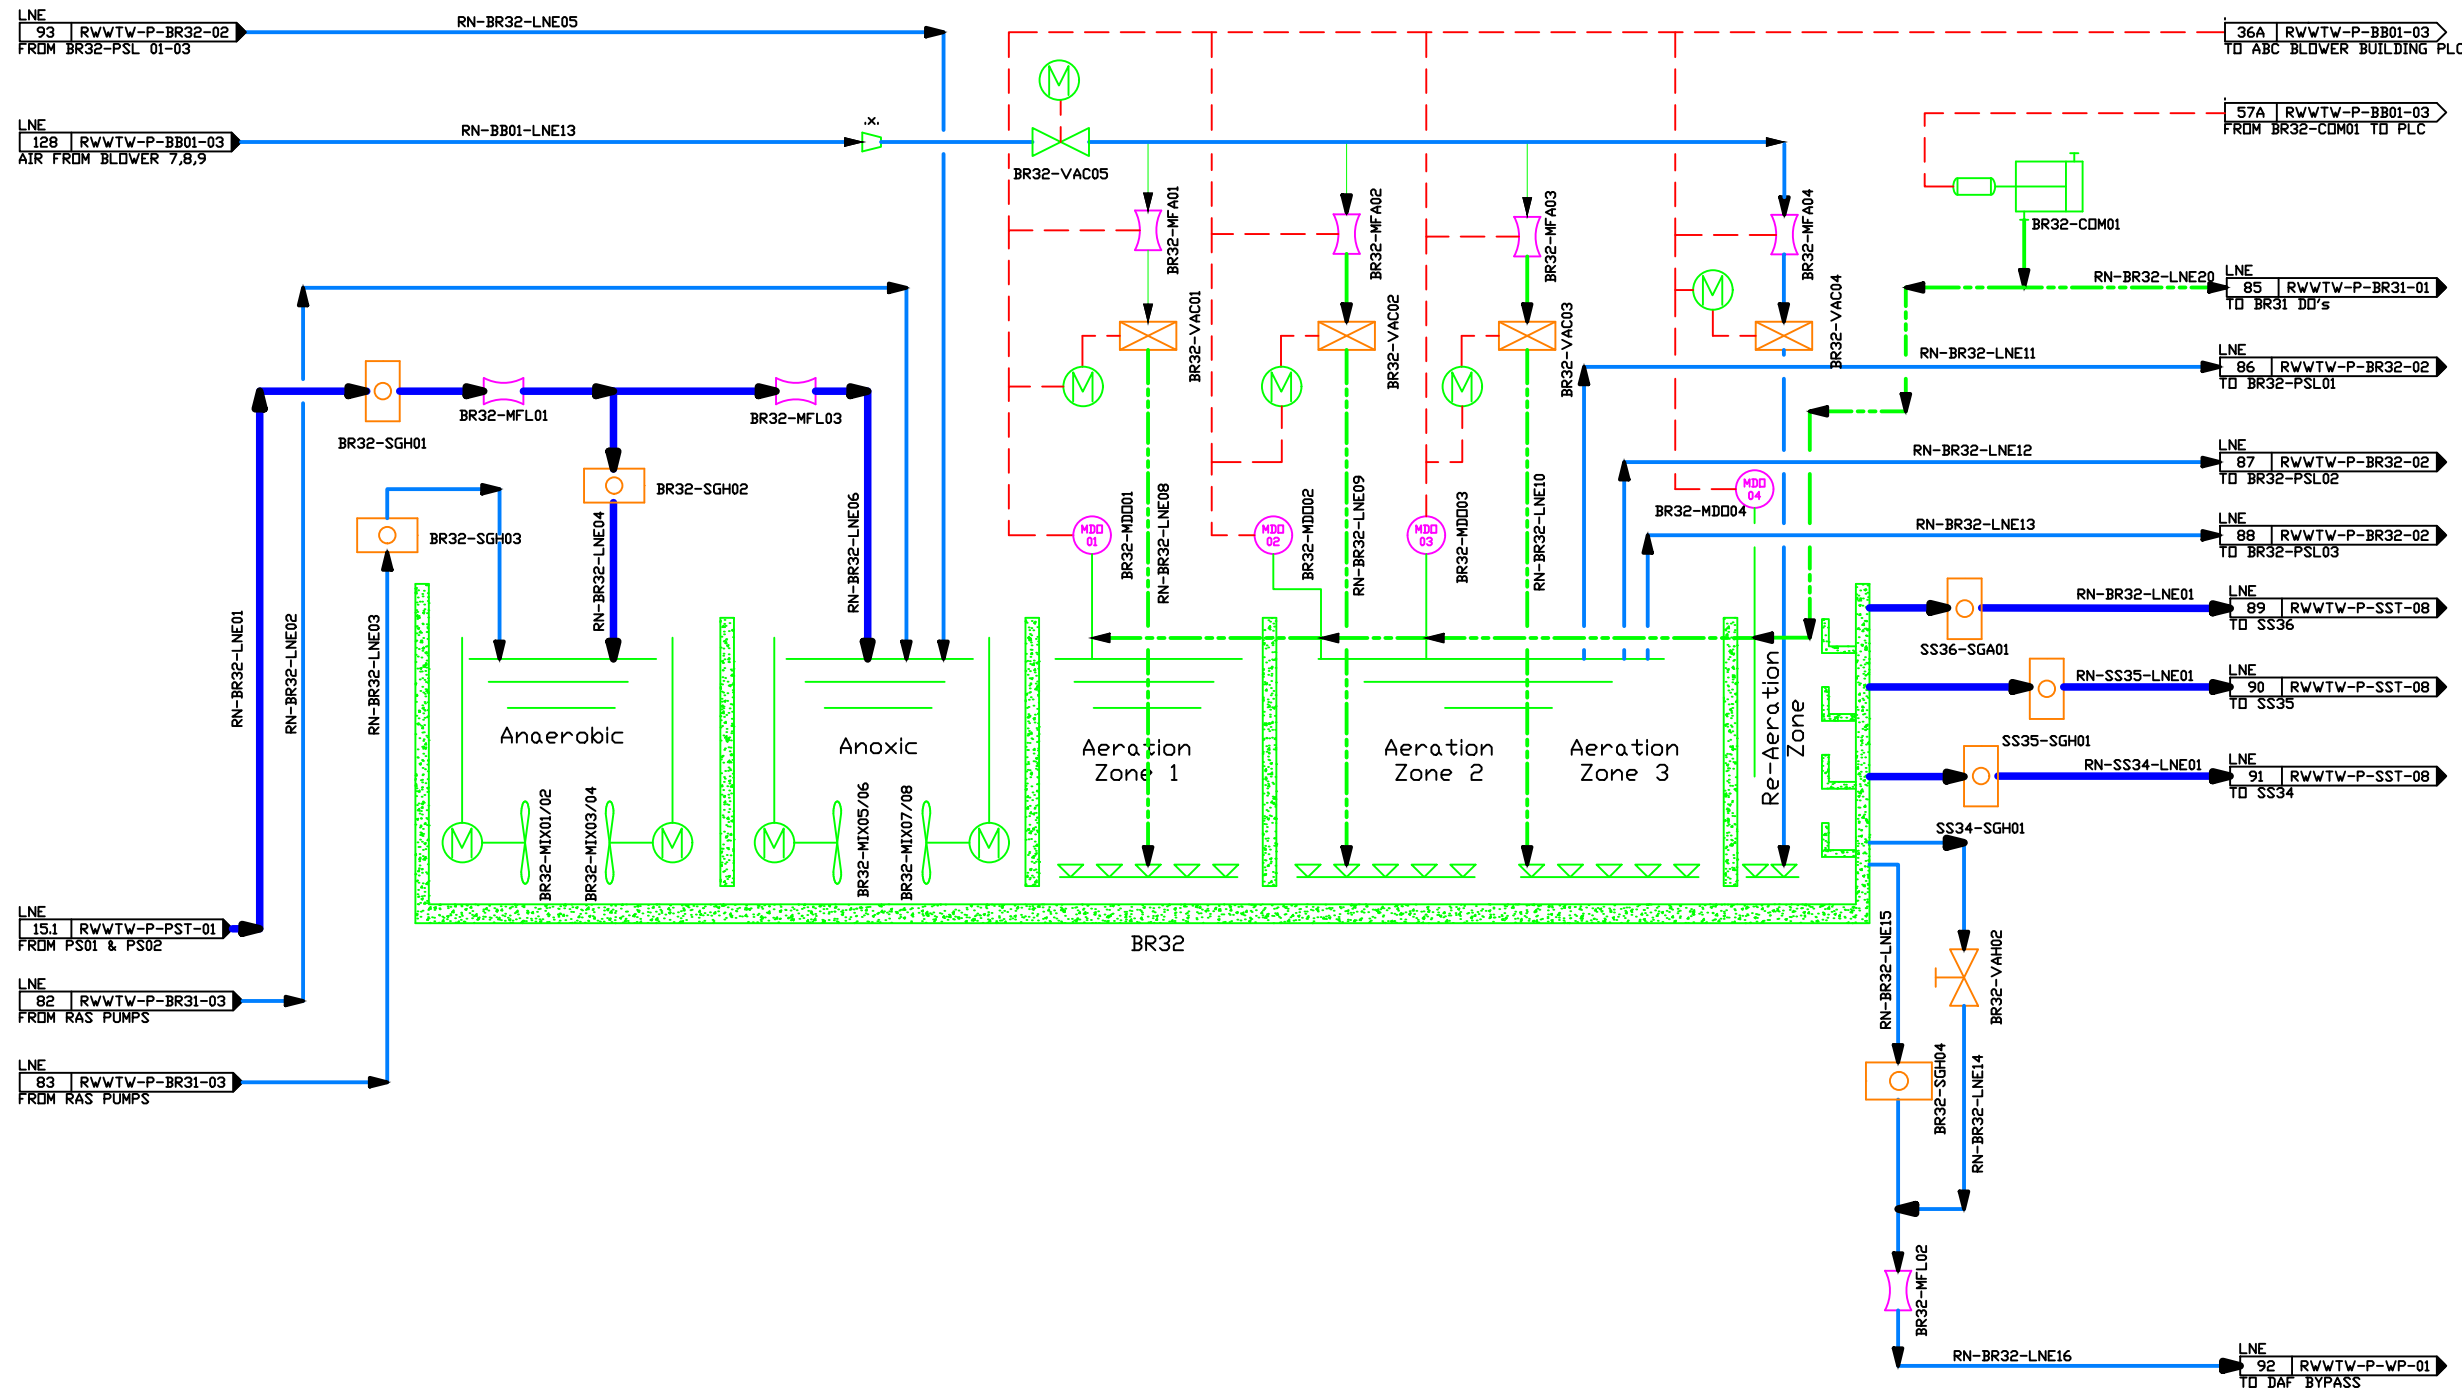 LNE
93 RWWTW-P-BR32-02
FROM BR32-PSL 01-03
RN-BR32-LNE05
36A RWWTW-P-BB01-03
TO ABC BLOWER BUILDING PLC
LNE
128 RWWTW-P-BB01-03
AIR FROM BLOWER 7,8,9
RN-BB01-LNE13
.X.
M
BR32-VAC05
57A RWWTW-P-BB01-03
FROM BR32-COM01 TO PLC
BR32-COM01
BR32-MFA01
BR32-MFA02
BR32-MFA03
BR32-MFA04
RN-BR32-LNE20
LNE
85 RWWTW-P-BR31-01
TO BR31 DO's
BR32-VAC01
BR32-VAC02
BR32-VAC03
M
BR32-VAC04
M
M
M
RN-BR32-LNE11
LNE
86 RWWTW-P-BR32-02
TO BR32-PSL01
BR32-SGH01
BR32-MFL01
BR32-MFL03
BR32-SGH02
BR32-SGH03
RN-BR32-LNE12
LNE
87 RWWTW-P-BR32-02
TO BR32-PSL02
RN-BR32-LNE13
LNE
88 RWWTW-P-BR32-02
TO BR32-PSL03
MDO
01
BR32-MDO01
RN-BR32-LNE08
MDO
02
BR32-MDO02
RN-BR32-LNE09
MDO
03
BR32-MDO03
RN-BR32-LNE10
MDO
04
BR32-MDO04
RN-BR32-LNE01
RN-BR32-LNE02
RN-BR32-LNE03
RN-BR32-LNE04
RN-BR32-LNE06
RN-BR32-LNE01
LNE
89 RWWTW-P-SST-08
TO SS36
SS36-SGA01
RN-SS35-LNE01
LNE
90 RWWTW-P-SST-08
TO SS35
SS35-SGH01
RN-SS34-LNE01
LNE
91 RWWTW-P-SST-08
TO SS34
SS34-SGH01
Anaerobic
Anoxic
Aeration
Zone 1
Aeration
Zone 2
Aeration
Zone 3
Re-Aeration
Zone
M
BR32-MIX01/02
BR32-MIX03/04
M
M
BR32-MIX05/06
BR32-MIX07/08
M
BR32
LNE
15.1 RWWTW-P-PST-01
FROM PS01 & PS02
LNE
82 RWWTW-P-BR31-03
FROM RAS PUMPS
LNE
83 RWWTW-P-BR31-03
FROM RAS PUMPS
RN-BR32-LNE15
BR32-VAH02
BR32-SGH04
RN-BR32-LNE14
BR32-MFL02
RN-BR32-LNE16
LNE
92 RWWTW-P-WP-01
TO DAF BYPASS